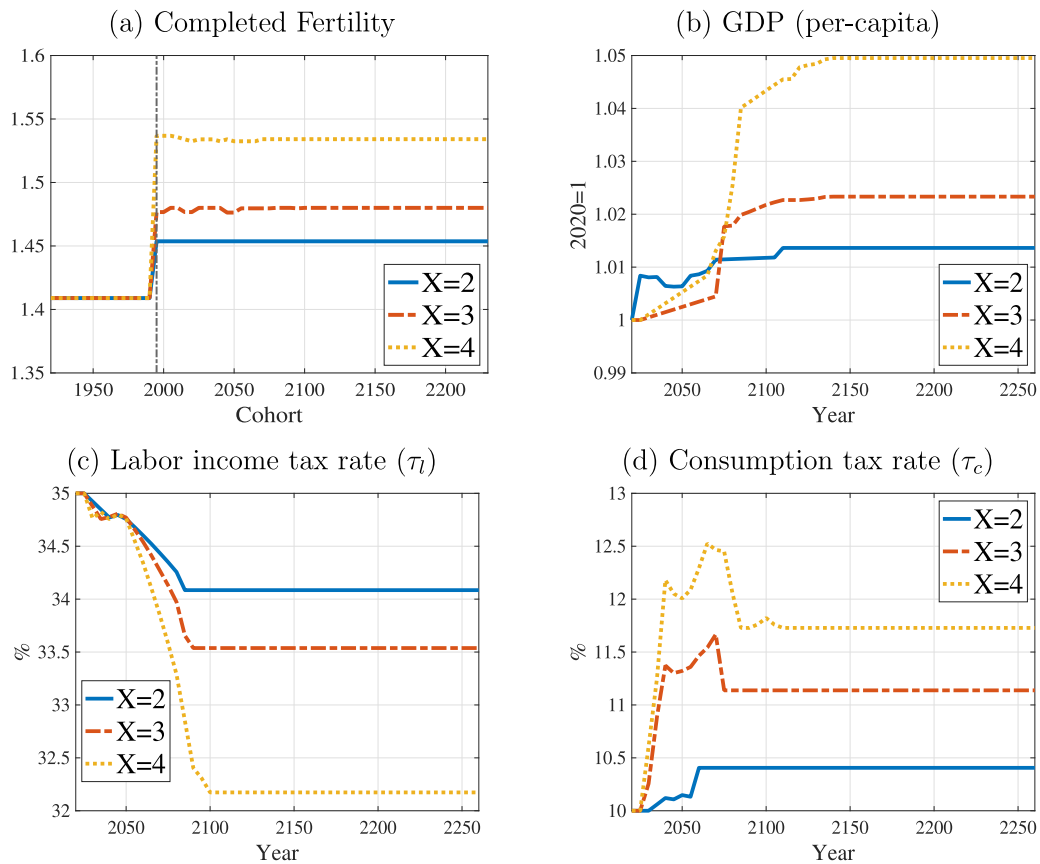 (a) Completed Fertility
1.6
1.55
1.5
1.45
1.4
1.35
1950 2000 2050 2100 2150 2200
Cohort
X=2
X=3
X=4
(b) GDP (per-capita)
2020=1
1.05
1.04
1.03
1.02
1.01
1
0.99
2050 2100 2150 2200 2250
Year
X=2
X=3
X=4
(c) Labor income tax rate (τl)
%
35
34.5
34
33.5
33
32.5
32
2050 2100 2150 2200 2250
Year
X=2
X=3
X=4
(d) Consumption tax rate (τc)
%
13
12.5
12
11.5
11
10.5
10
2050 2100 2150 2200 2250
Year
X=2
X=3
X=4